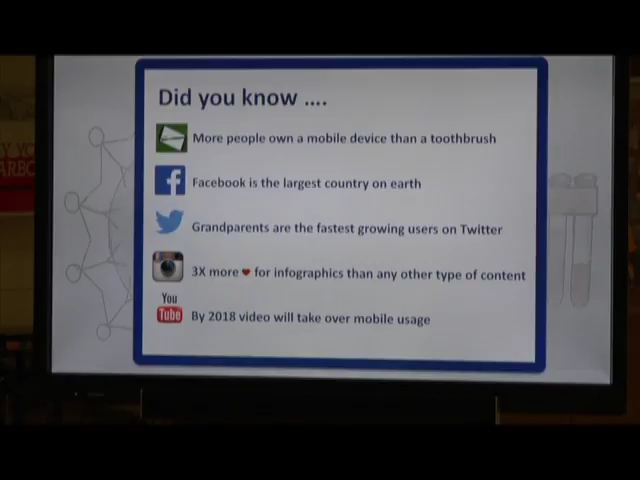 Did you know ....
More people own a mobile device than a toothbrush
Facebook is the largest country on earth
Grandparents are the fastest growing users on Twitter
3X more ❤ for infographics than any other type of content
You
Tube
By 2018 video will take over mobile usage